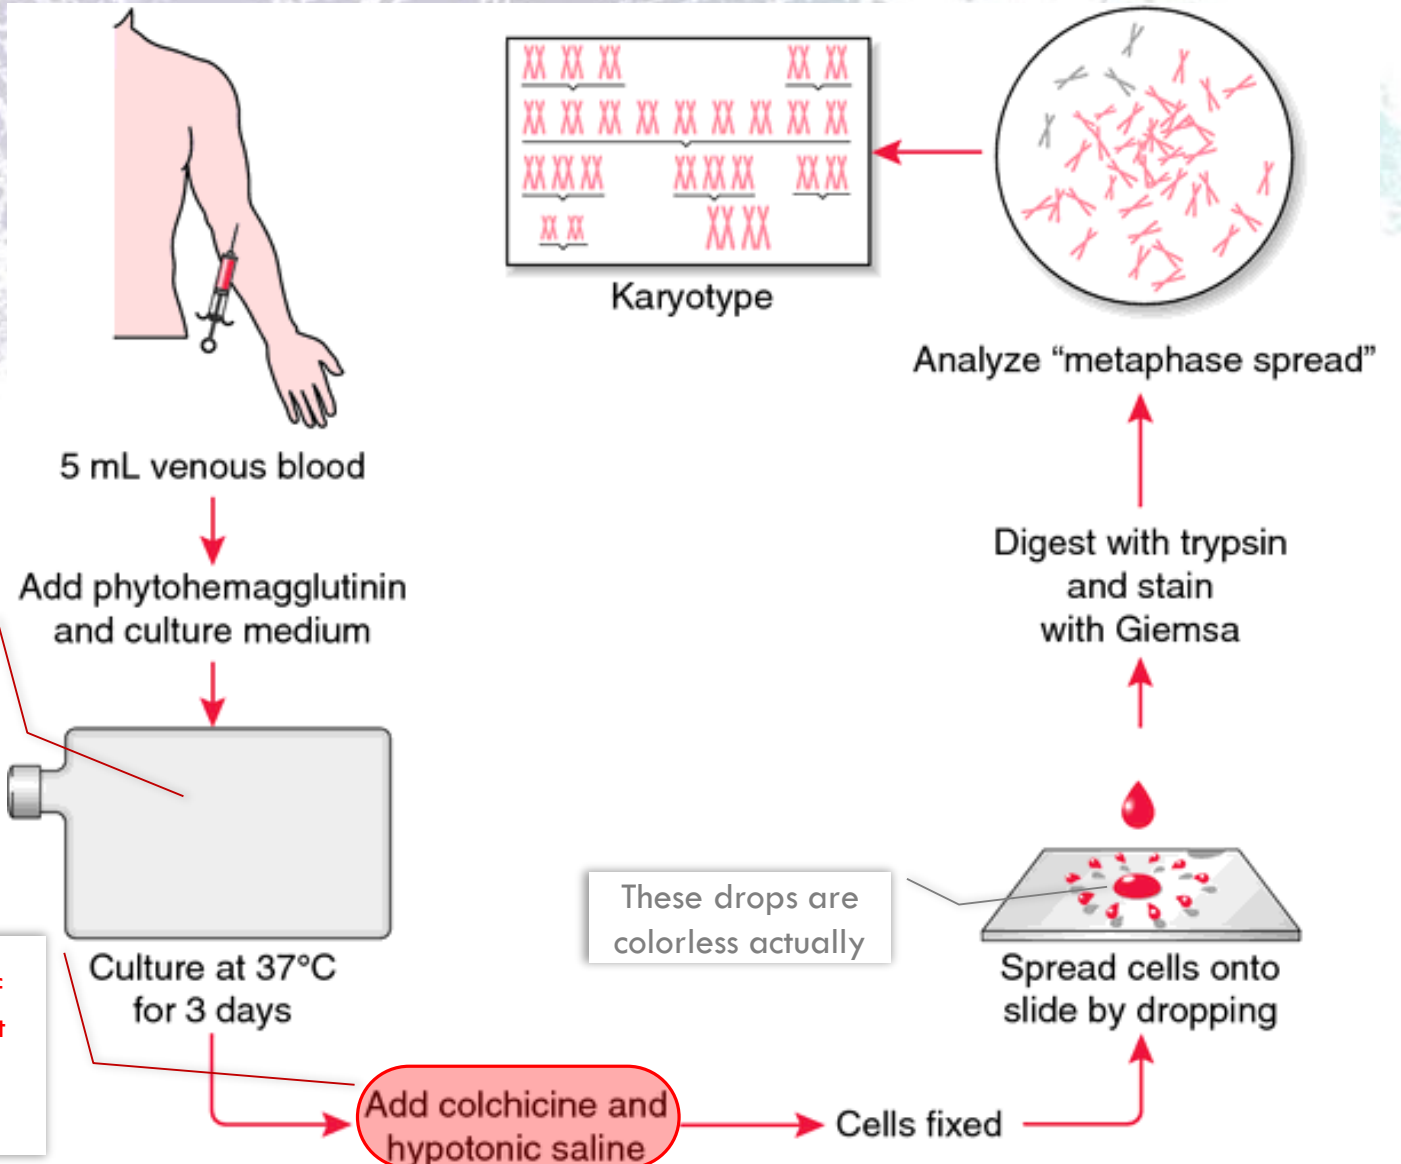 5 mL venous blood
Add phytohemagglutinin
and culture medium
Culture at 37°C
for 3 days
Add colchicine and
hypotonic saline
Cells fixed
These drops are
colorless actually
Spread cells onto
slide by dropping
Digest with trypsin
and stain
with Giemsa
Analyze “metaphase spread”
Karyotype